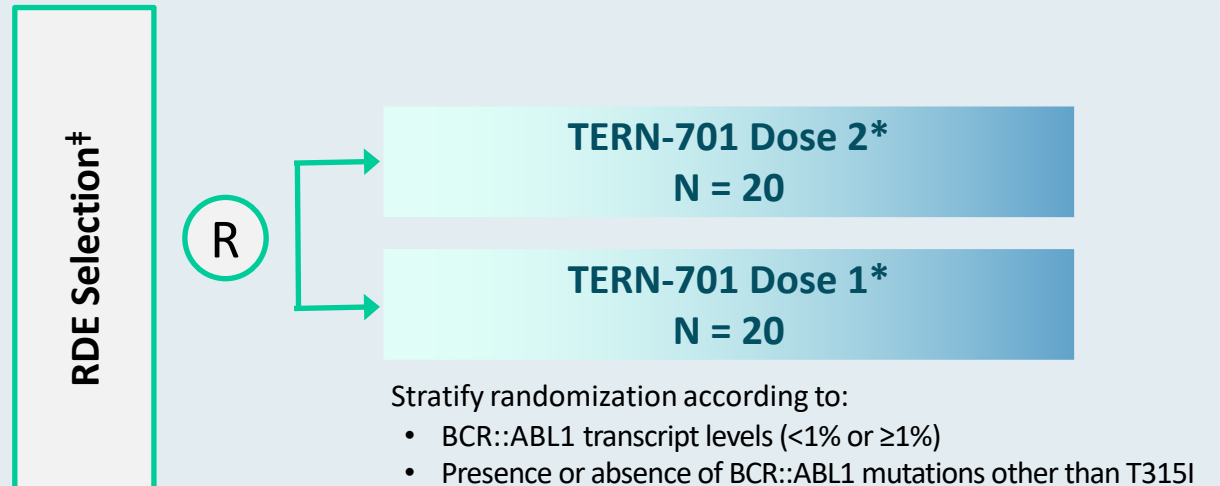 RDE Selection‡
R
TERN-701 Dose 2*
N = 20
TERN-701 Dose 1*
N = 20
Stratify randomization according to:
• BCR::ABL1 transcript levels (<1% or ≥1%)
• Presence or absence of BCR::ABL1 mutations other than T315I